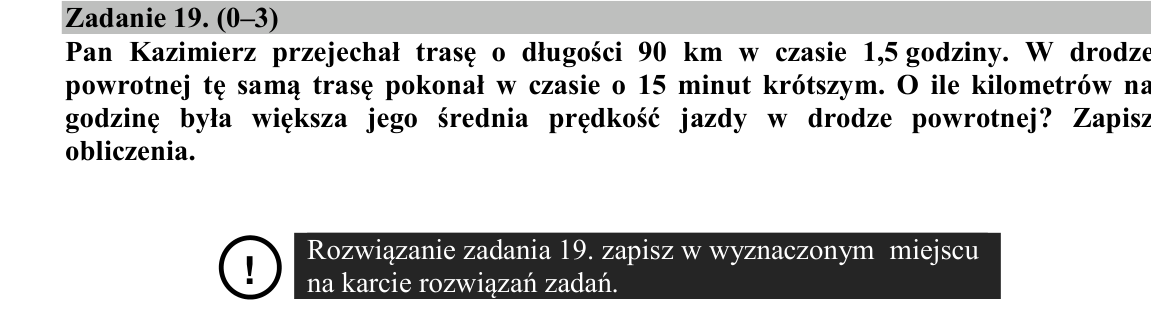 Zadanie 19. (0–3)
Pan Kazimierz przejechał trasę o długości 90 km w czasie 1,5 godziny. W drodze
powrotnej tę samą trasę pokonał w czasie o 15 minut krótszym. O ile kilometrów na
godzinę była większa jego średnia prędkość jazdy w drodze powrotnej? Zapisz
obliczenia.
!
Rozwiązanie zadania 19. zapisz w wyznaczonym miejscu
na karcie rozwiązań zadań.